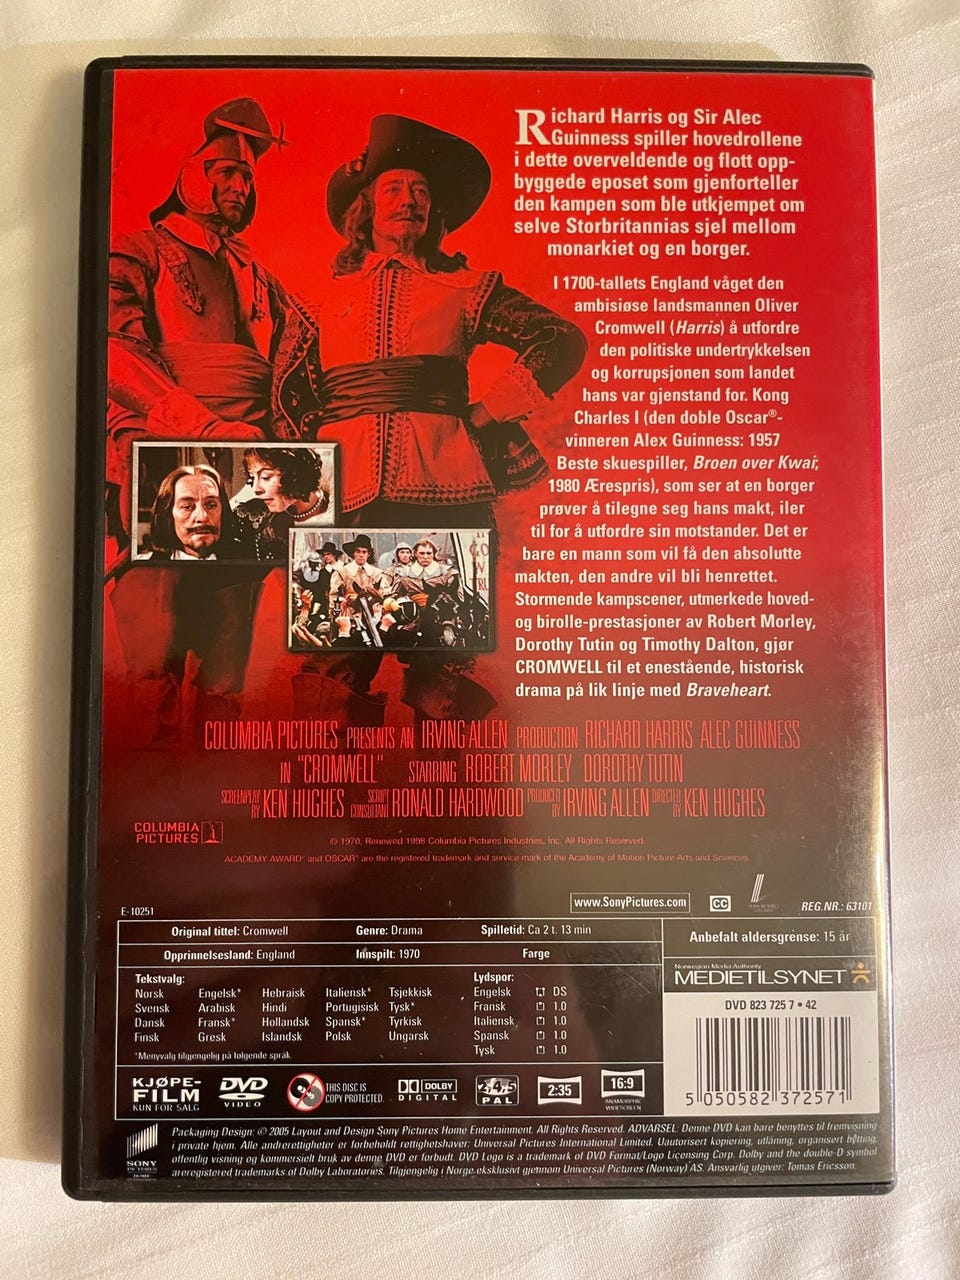 Richard Harris og Sir Alec
Guinness spiller hovedrollene
i dette overveldende og flott opp-
byggede eposet som gjenforteller
den kampen som ble utkjempet om
selve Storbritannias sjel mellom
monarkiet og en borger.
I 1700-tallets England våget den
ambisiøse landsmannen Oliver
Cromwell (Harris) å utfordre
den politiske undertrykkelsen
og korrupsjonen som landet
hans var gjenstand for. Kong
Charles I (den doble Oscar®-
vinneren Alex Guinness: 1957
Beste skuespiller, Broen over Kwai;
1980 Ærespris), som ser at en borger
prøver å tilegne seg hans makt, iler
til for å utfordre sin motstander. Det er
bare en mann som vil få den absolutte
makten, den andre vil bli henrettet.
Stormende kampscener, utmerkede hoved-
og birolle-prestasjoner av Robert Morley,
Dorothy Tutin og Timothy Dalton, gjør
CROMWELL til et enestående, historisk
drama på lik linje med Braveheart.
COLUMBIA PICTURES PRESENTS AN IRVING ALLEN PRODUCTION RICHARD HARRIS ALEC GUINNESS
IN "CROMWELL" STARRING ROBERT MORLEY DOROTHY TUTIN
SCREENPLAY BY KEN HUGHES SCRIPT CONSULTANT RONALD HARDWOOD PRODUCED BY IRVING ALLEN DIRECTED BY KEN HUGHES
COLUMBIA
PICTURES
© 1970, Renewed 1998 Columbia Pictures Industries, Inc. All Rights Reserved.
ACADEMY AWARD® and OSCAR® are the registered trademark and service mark of the Academy of Motion Picture Arts and Sciences.
E-10251
www.SonyPictures.com
CC
REG.NR.: 63101
Original tittel: Cromwell Genre: Drama Spilletid: Ca 2 t. 13 min
Opprinnelsesland: England Innspilt: 1970 Farge
Anbefalt aldersgrense: 15 år
Norwegian Media Authority
MEDIETILSYNET
Tekstvalg:
Norsk Engelsk* Hebraisk Italiensk* Tsjekkisk
Svensk Arabisk Hindi Portugisisk Tysk*
Dansk Fransk* Hollandsk Spansk* Tyrkisk
Finsk Gresk Islandsk Polsk Ungarsk
*Menyvalg tilgjengelig på følgende språk.
Lydspor:
Engelsk DS
Fransk 1.0
Italiensk 1.0
Spansk 1.0
Tysk 1.0
DVD 823 725 7 • 42
5 050582 372571
KJØPE-
FILM
KUN FOR SALG
DVD
VIDEO
THIS DISC IS
COPY PROTECTED.
DOLBY
DIGITAL
2 4 5
PAL
2:35
16:9
ANAMORPHIC
WIDESCREEN
SONY
PICTURES
Packaging Design: © 2005 Layout and Design Sony Pictures Home Entertainment. All Rights Reserved. ADVARSEL: Denne DVD kan bare benyttes til fremvisning
i private hjem. Alle andrerettigheter er forbeholdt rettighetshaver: Universal Pictures International Limited. Uautorisert kopiering, utlåning, organisert bytting,
offentlig visning og kommersielt bruk av denne DVD er forbudt. DVD Logo is a trademark of DVD Format/Logo Licensing Corp. Dolby and the double-D symbol
areregistered trademarks of Dolby Laboratories. Tilgjengelig i Norge eksklusivt gjennom Universal Pictures (Norway) AS. Ansvarlig utgiver: Tomas Ericsson.